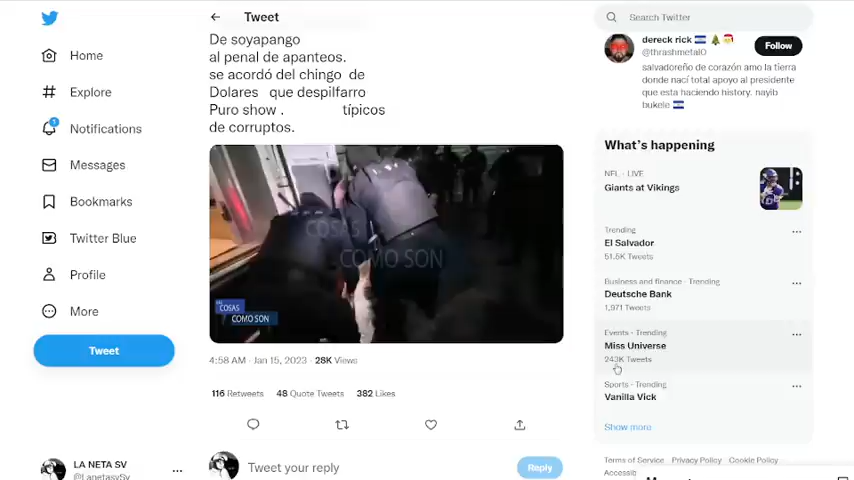 Tweet
Search Twitter
Home
Explore
1
Notifications
Messages
Bookmarks
Twitter Blue
Profile
More
Tweet
LA NETA SV
@LanetasySv
De soyapango
al penal de apanteos.
se acordó del chingo de
Dolares que despilfarro
Puro show . típicos
de corruptos.
COSAS
COMO SON
COSAS
COMO SON
4:58 AM · Jan 15, 2023 · 28K Views
116 Retweets 48 Quote Tweets 382 Likes
Tweet your reply
Reply
dereck rick
@thrashmetalO
Follow
salvadoreño de corazón amo la tierra
donde nací total apoyo al presidente
que esta haciendo history. nayib
bukele
What's happening
NFL · LIVE
Giants at Vikings
Trending
El Salvador
51.5K Tweets
Business and finance · Trending
Deutsche Bank
1,971 Tweets
Events · Trending
Miss Universe
243K Tweets
Sports · Trending
Vanilla Vick
Show more
Terms of Service Privacy Policy Cookie Policy